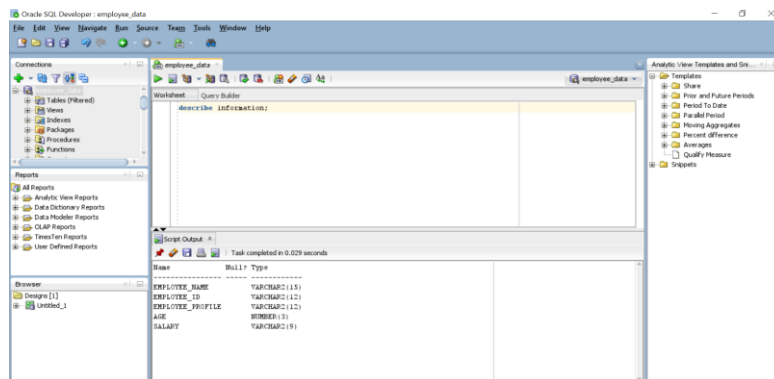 Oracle SQL Developer : employee_data
File Edit View Navigate Run Source Team Tools Window Help
Connections
employee_data
Tables (Filtered)
Views
Indexes
Packages
Procedures
Functions
Reports
All Reports
Analytic View Reports
Data Dictionary Reports
Data Modeler Reports
OLAP Reports
TimesTen Reports
User Defined Reports
Browser
Designs [1]
Untitled_1
employee_data
employee_data
Worksheet Query Builder
describe information;
Script Output
Task completed in 0.029 seconds
Name Null? Type
---------------- ----- ------------
EMPLOYEE_NAME VARCHAR2(15)
EMPLOYEE_ID VARCHAR2(12)
EMPLOYEE_PROFILE VARCHAR2(12)
AGE NUMBER(3)
SALARY VARCHAR2(9)
Analytic View Templates and Sni...
Templates
Share
Prior and Future Periods
Period To Date
Parallel Period
Moving Aggregates
Percent difference
Averages
Qualify Measure
Snippets